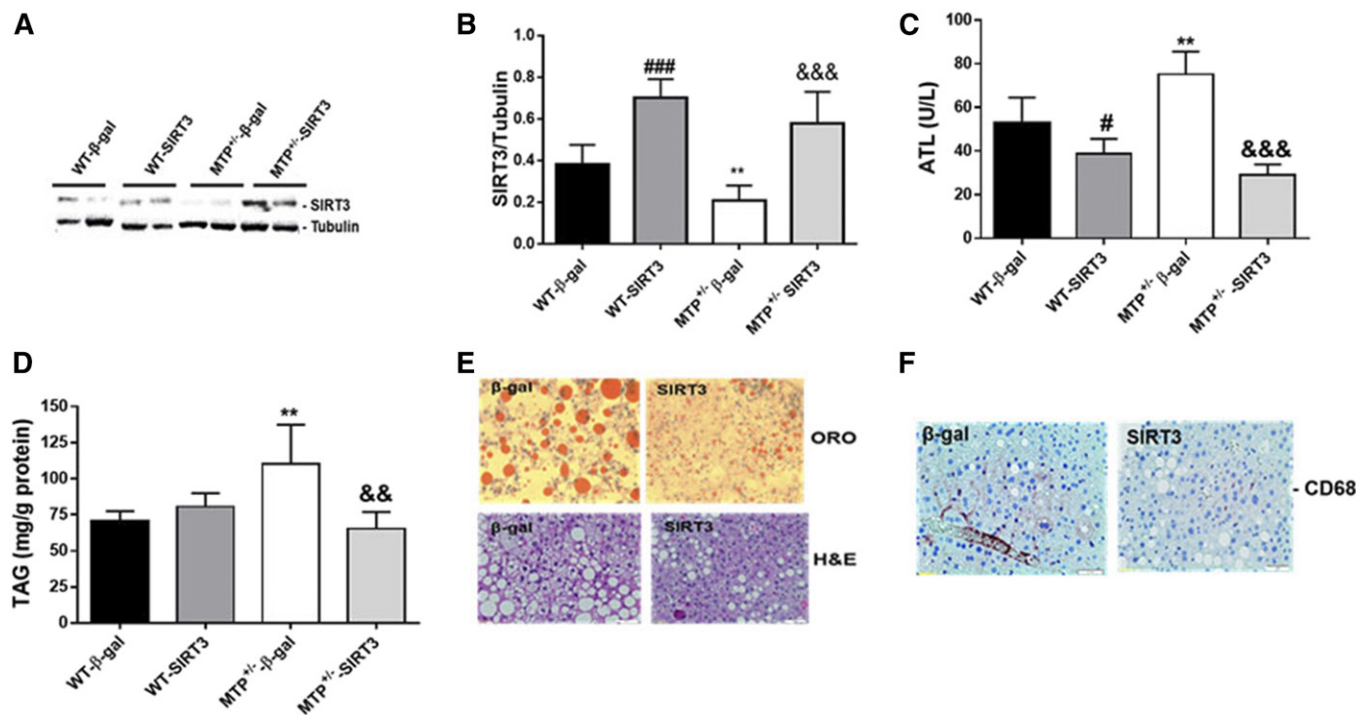 A
WT-β-gal
WT-SIRT3
MTP+/--β-gal
MTP+/--SIRT3
- SIRT3
- Tubulin
B
SIRT3/Tubulin
1.0
0.8
0.6
0.4
0.2
0.0
###
**
&&&
WT-β-gal
WT-SIRT3
MTP+/- β-gal
MTP+/- SIRT3
C
ATL (U/L)
100
80
60
40
20
0
#
**
&&&
WT-β-gal
WT-SIRT3
MTP+/- β-gal
MTP+/--SIRT3
D
TAG (mg/g protein)
150
125
100
75
50
25
0
**
&&
WT-β-gal
WT-SIRT3
MTP+/--β-gal
MTP+/--SIRT3
E
β-gal
SIRT3
ORO
β-gal
SIRT3
H&E
F
β-gal
SIRT3
- CD68